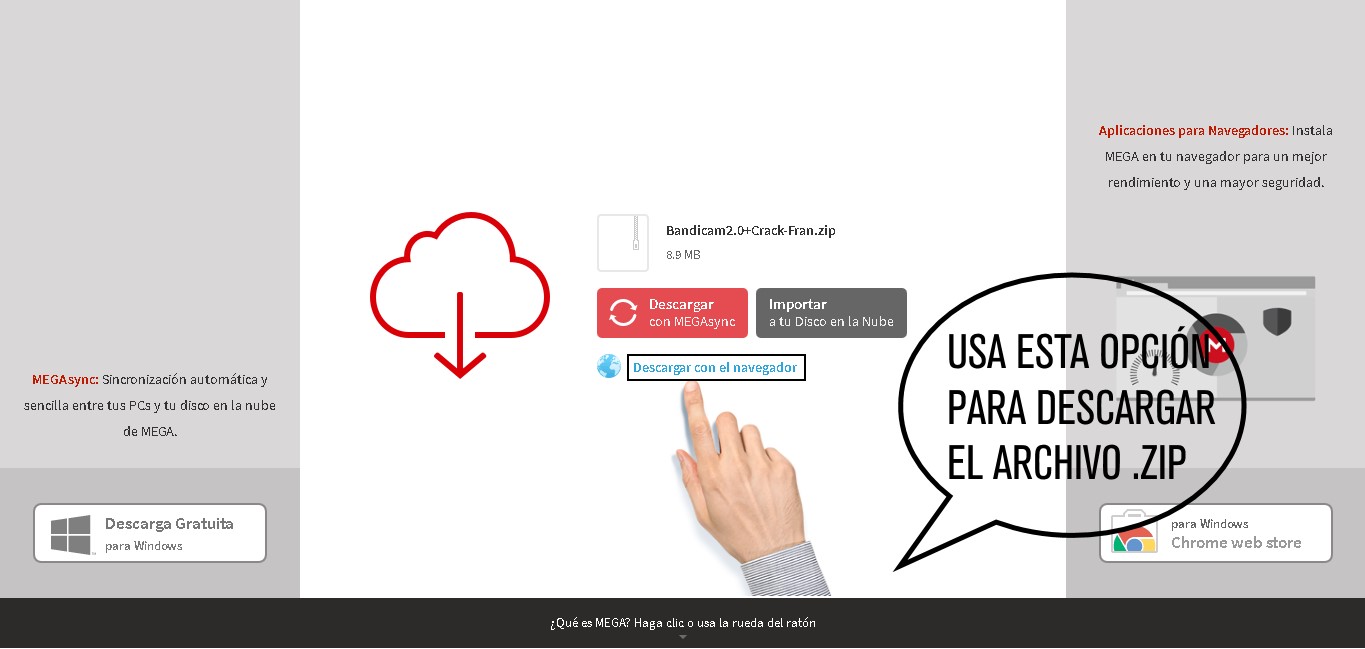 Aplicaciones para Navegadores: Instala
MEGA en tu navegador para un mejor
rendimiento y una mayor seguridad.
Bandicam2.0+Crack-Fran.zip
8.9 MB
Descargar
con MEGAsync
Importar
a tu Disco en la Nube
Descargar con el navegador
USA ESTA OPCIÓN
PARA DESCARGAR
EL ARCHIVO .ZIP
M
MEGAsync: Sincronización automática y
sencilla entre tus PCs y tu disco en la nube
de MEGA.
Descarga Gratuita
para Windows
para Windows
Chrome web store
¿Qué es MEGA? Haga clic o usa la rueda del ratón